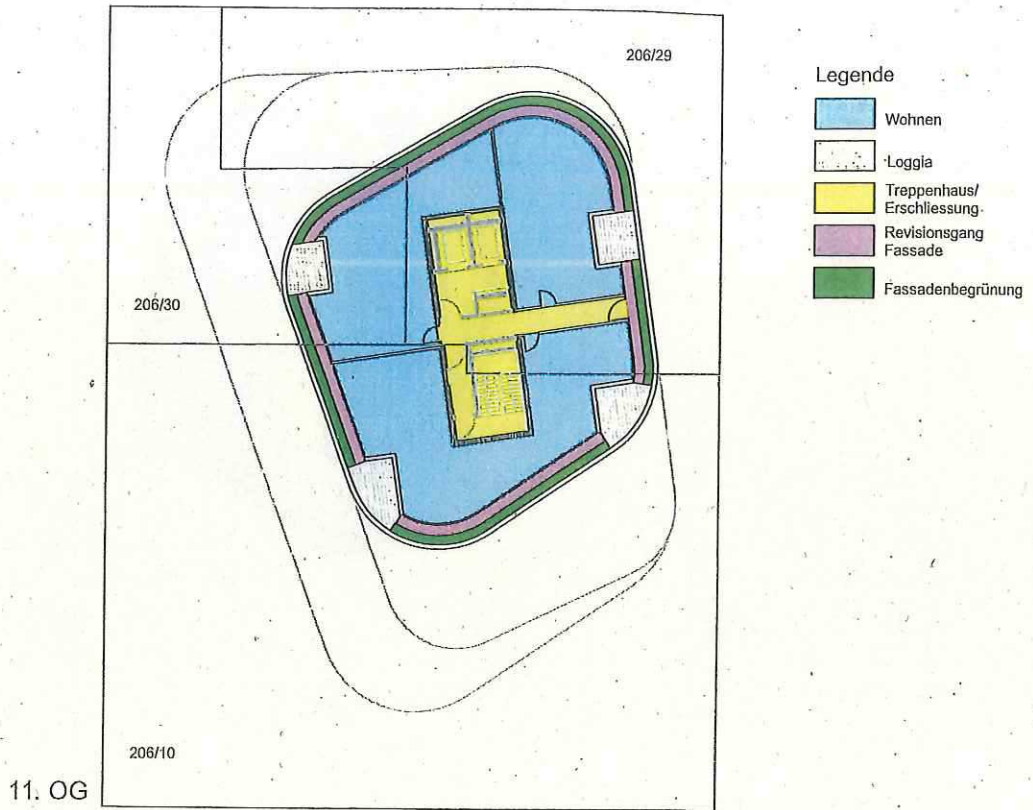 206/29
206/30
206/10
11. OG
Legende
Wohnen
Loggia
Treppenhaus/
Erschliessung
Revisionsgang
Fassade
Fassadenbegrünung